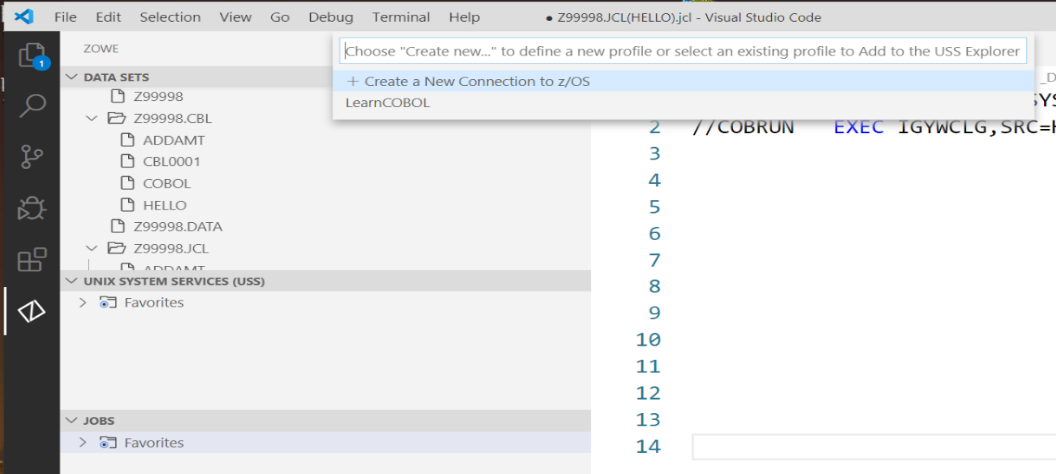 File Edit Selection View Go Debug Terminal Help ● Z99998.JCL(HELLO).jcl - Visual Studio Code
ZOWE
Choose "Create new..." to define a new profile or select an existing profile to Add to the USS Explorer
+ Create a New Connection to z/OS
LearnCOBOL
1
DATA SETS
Z99998
Z99998.CBL
ADDAMT
CBL0001
COBOL
HELLO
Z99998.DATA
Z99998.JCL
ADDAMT
UNIX SYSTEM SERVICES (USS)
Favorites
JOBS
Favorites
2 //COBRUN EXEC IGYWCLG,SRC=
3
4
5
6
7
8
9
10
11
12
13
14